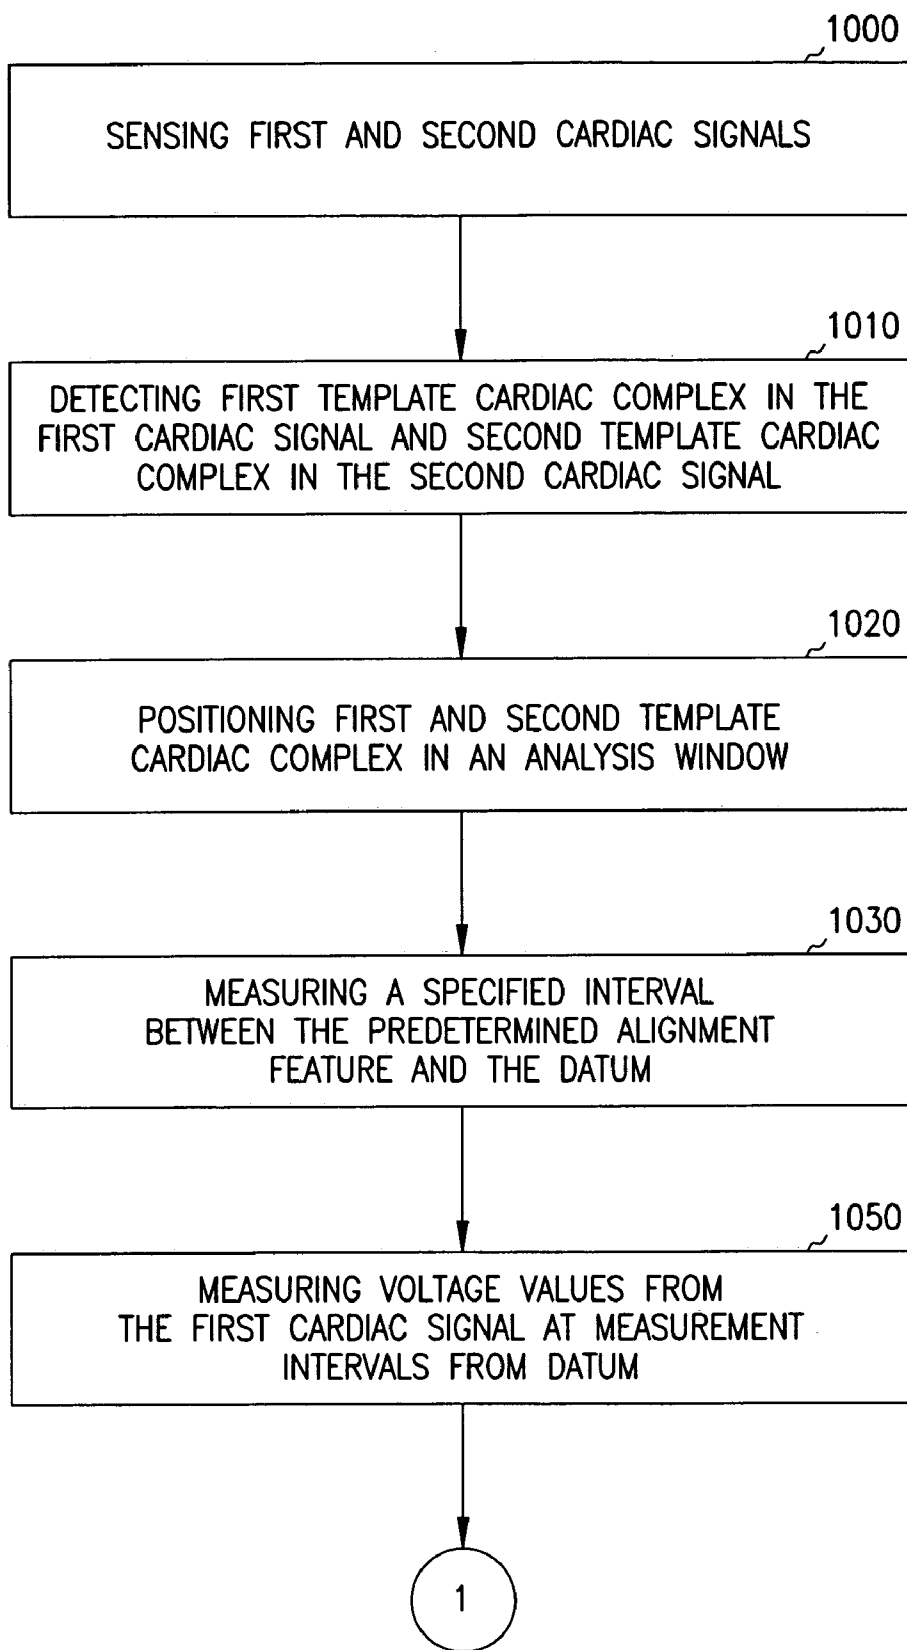 1000
SENSING FIRST AND SECOND CARDIAC SIGNALS
1010
DETECTING FIRST TEMPLATE CARDIAC COMPLEX IN THE
FIRST CARDIAC SIGNAL AND SECOND TEMPLATE CARDIAC
COMPLEX IN THE SECOND CARDIAC SIGNAL
1020
POSITIONING FIRST AND SECOND TEMPLATE
CARDIAC COMPLEX IN AN ANALYSIS WINDOW
1030
MEASURING A SPECIFIED INTERVAL
BETWEEN THE PREDETERMINED ALIGNMENT
FEATURE AND THE DATUM
1050
MEASURING VOLTAGE VALUES FROM
THE FIRST CARDIAC SIGNAL AT MEASUREMENT
INTERVALS FROM DATUM
1